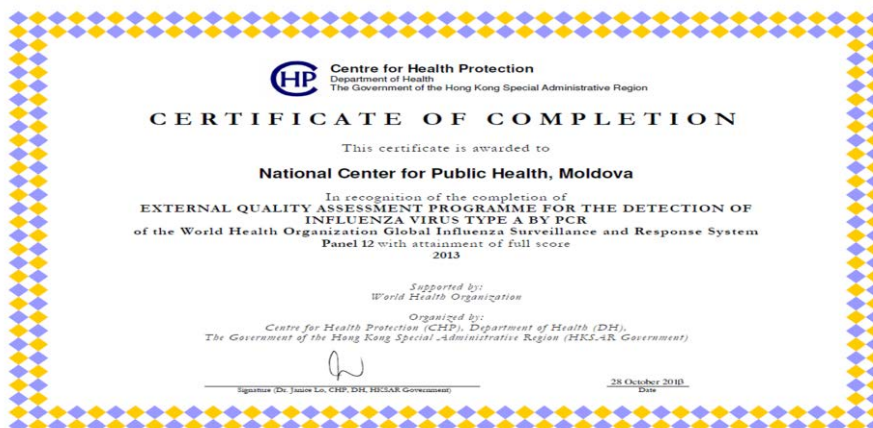 CHP
Centre for Health Protection
Department of Health
The Government of the Hong Kong Special Administrative Region
CERTIFICATE OF COMPLETION
This certificate is awarded to
National Center for Public Health, Moldova
In recognition of the completion of
EXTERNAL QUALITY ASSESSMENT PROGRAMME FOR THE DETECTION OF
INFLUENZA VIRUS TYPE A BY PCR
of the World Health Organization Global Influenza Surveillance and Response System
Panel 12 with attainment of full score
2013
Supported by:
World Health Organization
Organized by:
Centre for Health Protection (CHP), Department of Health (DH),
The Government of the Hong Kong Special Administrative Region (HKSAR Government)
Signature (Dr. Janice Lo, CHP, DH, HKSAR Government)
28 October 2013
Date